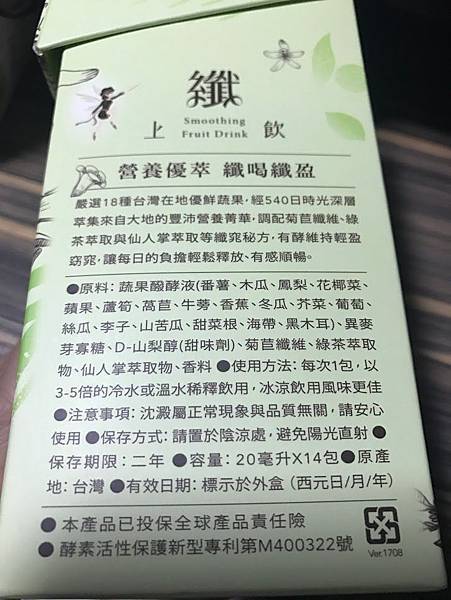 纖
上 Smoothing 飲
Fruit Drink
營養優萃 纖喝纖盈
嚴選18種台灣在地優鮮蔬果,經540日時光深層
萃集來自大地的豐沛營養菁華,調配菊苣纖維、綠
茶萃取與仙人掌萃取等纖窕秘方,有酵維持輕盈
窈窕,讓每日的負擔輕鬆釋放、有感順暢。
●原料:蔬果醱酵液(番薯、木瓜、鳳梨、花椰菜、
蘋果、蘆筍、萵苣、牛蒡、香蕉、冬瓜、芥菜、葡萄、
絲瓜、李子、山苦瓜、甜菜根、海帶、黑木耳)、異麥
芽寡糖、D-山梨醇(甜味劑)、菊苣纖維、綠茶萃取
物、仙人掌萃取物、香料 ●使用方法:每次1包,以
3-5倍的冷水或溫水稀釋飲用,冰涼飲用風味更佳
●注意事項:沈澱屬正常現象與品質無關,請安心
使用 ●保存方式:請置於陰涼處,避免陽光直射 ●
保存期限:二年 ●容量:20毫升X14包 ●原產
地:台灣 ●有效日期:標示於外盒 (西元日/月/年)
● 本產品已投保全球產品責任險
● 酵素活性保護新型專利第M400322號
Ver.1708